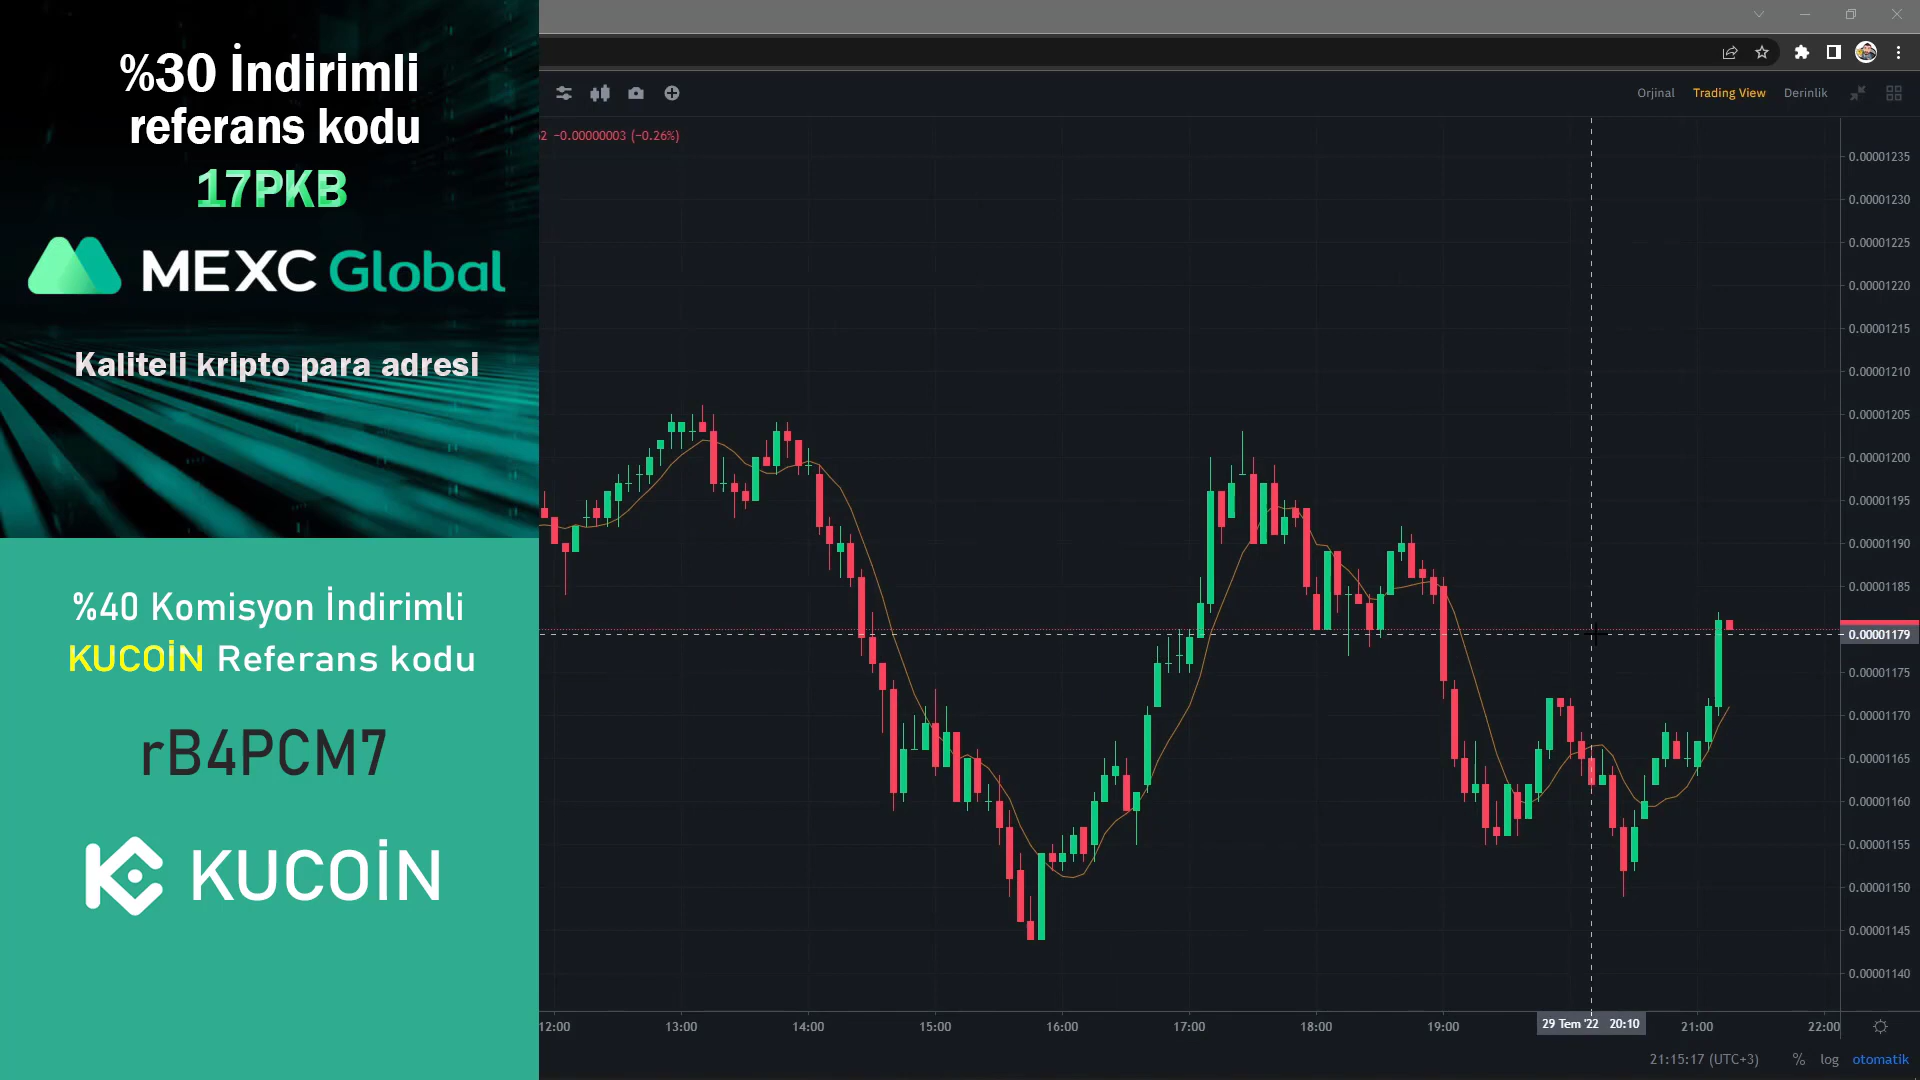 %30 İndirimli
referans kodu
17PKB
MEXC Global
Kaliteli kripto para adresi
%40 Komisyon İndirimli
KUCOİN Referans kodu
rB4PCM7
KUCOİN
Orjinal Trading View Derinlik
−0.00000003 (−0.26%)
0.00001235
0.00001230
0.00001225
0.00001220
0.00001215
0.00001210
0.00001205
0.00001200
0.00001195
0.00001190
0.00001185
0.00001179
0.00001175
0.00001170
0.00001165
0.00001160
0.00001155
0.00001150
0.00001145
0.00001140
12:00 13:00 14:00 15:00 16:00 17:00 18:00 19:00 29 Tem '22 20:10 21:00 22:00
21:15:17 (UTC+3) % log otomatik